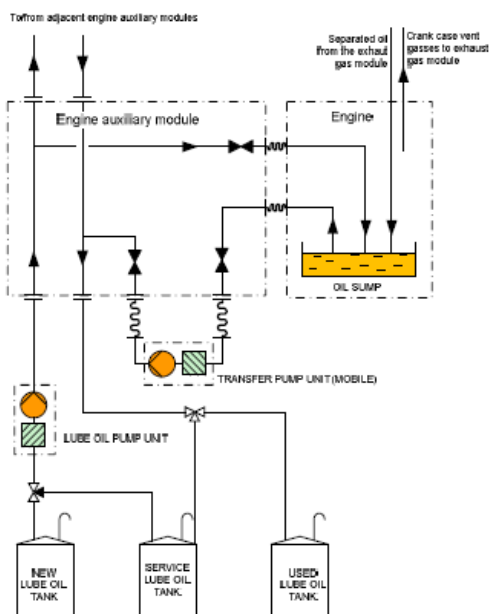 To/from adjacent engine auxiliary modules
Separated oil
from the exhaut
gas module
Crank case vent
gasses to exhaust
gas module
Engine auxiliary module
Engine
OIL SUMP
TRANSFER PUMP UNIT(MOBILE)
LUBE OIL PUMP UNIT
NEW
LUBE OIL
TANK
SERVICE
LUBE OIL
TANK
USED
LUBE OIL
TANK